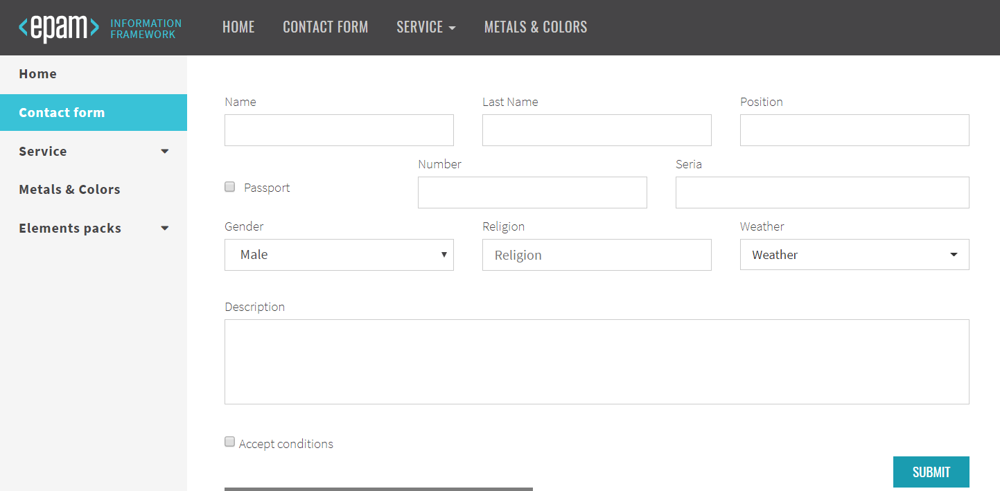 <epam>
INFORMATION
FRAMEWORK
HOME
CONTACT FORM
SERVICE
METALS & COLORS
Home
Contact form
Service
Metals & Colors
Elements packs
Name
Last Name
Position
Passport
Number
Seria
Gender
Religion
Weather
Male
Religion
Weather
Description
Accept conditions
SUBMIT